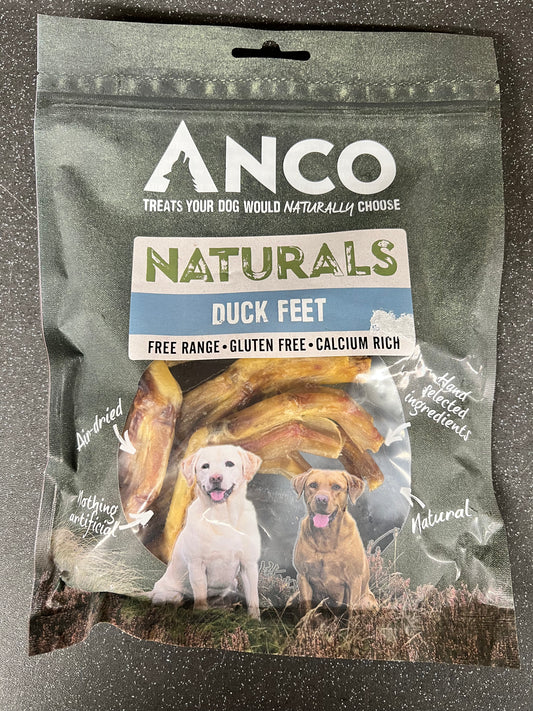 ANCO
TREATS YOUR DOG WOULD NATURALLY CHOOSE
NATURALS
DUCK FEET
FREE RANGE • GLUTEN FREE • CALCIUM RICH
Air-dried
Hand
selected
ingredients
Nothing
artificial
Natural